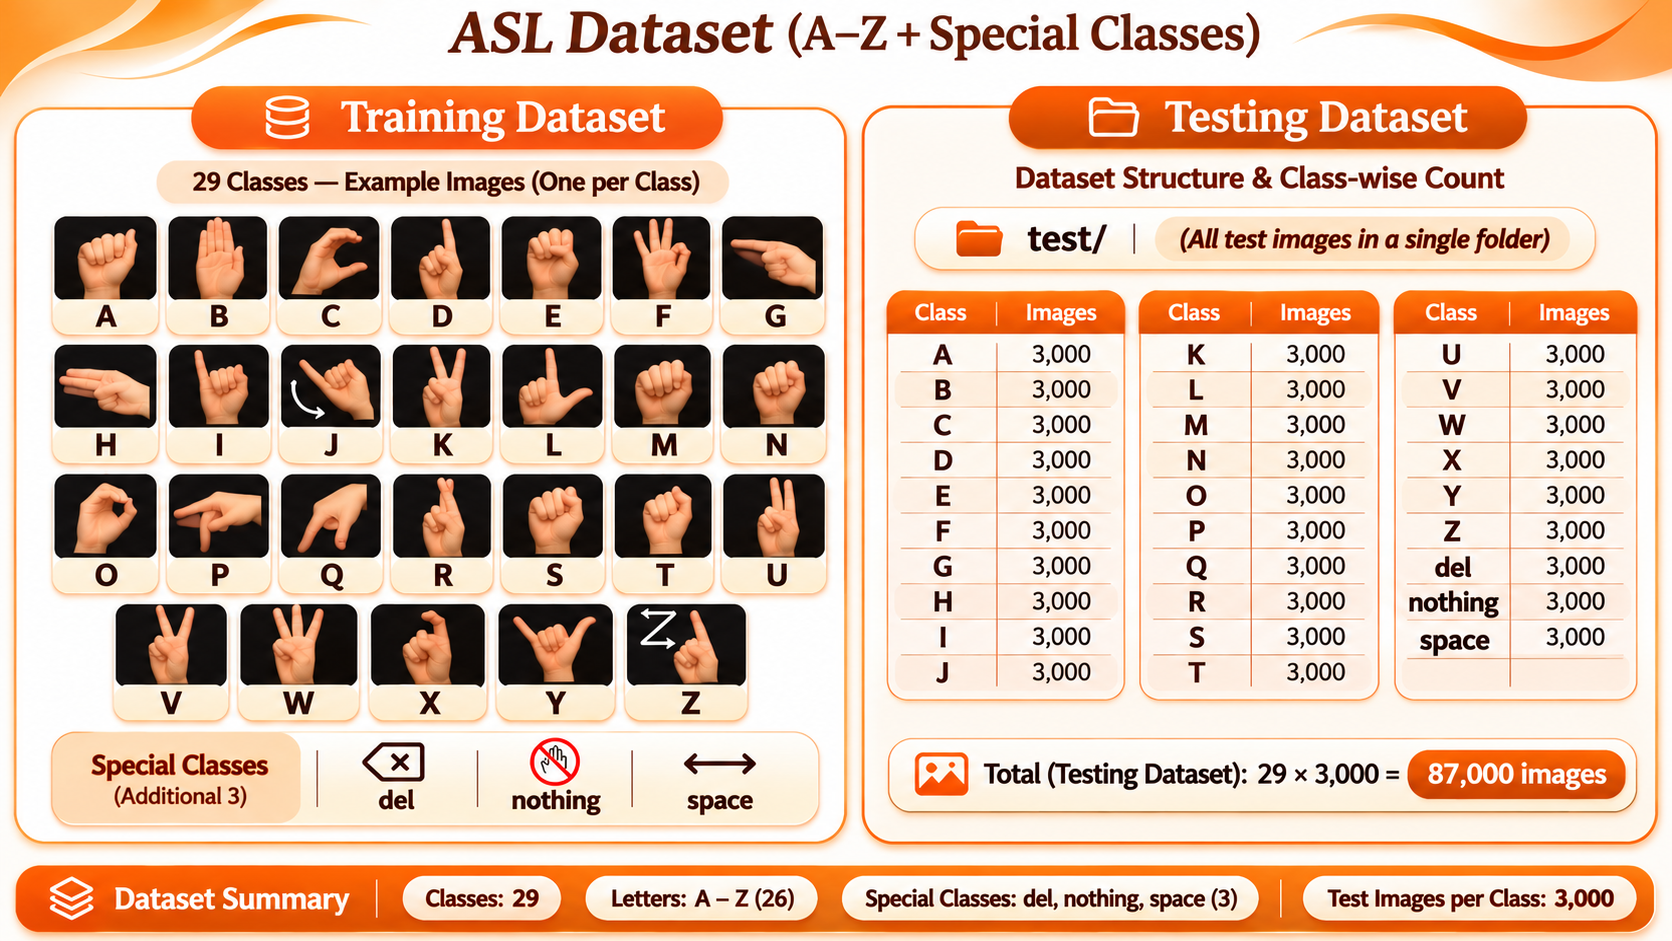 ASL Dataset (A–Z + Special Classes)
Training Dataset
29 Classes — Example Images (One per Class)
A B C D E F G
H I J K L M N
O P Q R S T U
V W X Y Z
Special Classes
(Additional 3)
del
nothing
space
Testing Dataset
Dataset Structure & Class-wise Count
test/ (All test images in a single folder)
Class Images
A 3,000
B 3,000
C 3,000
D 3,000
E 3,000
F 3,000
G 3,000
H 3,000
I 3,000
J 3,000
Class Images
K 3,000
L 3,000
M 3,000
N 3,000
O 3,000
P 3,000
Q 3,000
R 3,000
S 3,000
T 3,000
Class Images
U 3,000
V 3,000
W 3,000
X 3,000
Y 3,000
Z 3,000
del 3,000
nothing 3,000
space 3,000
Total (Testing Dataset): 29 × 3,000 = 87,000 images
Dataset Summary
Classes: 29
Letters: A – Z (26)
Special Classes: del, nothing, space (3)
Test Images per Class: 3,000